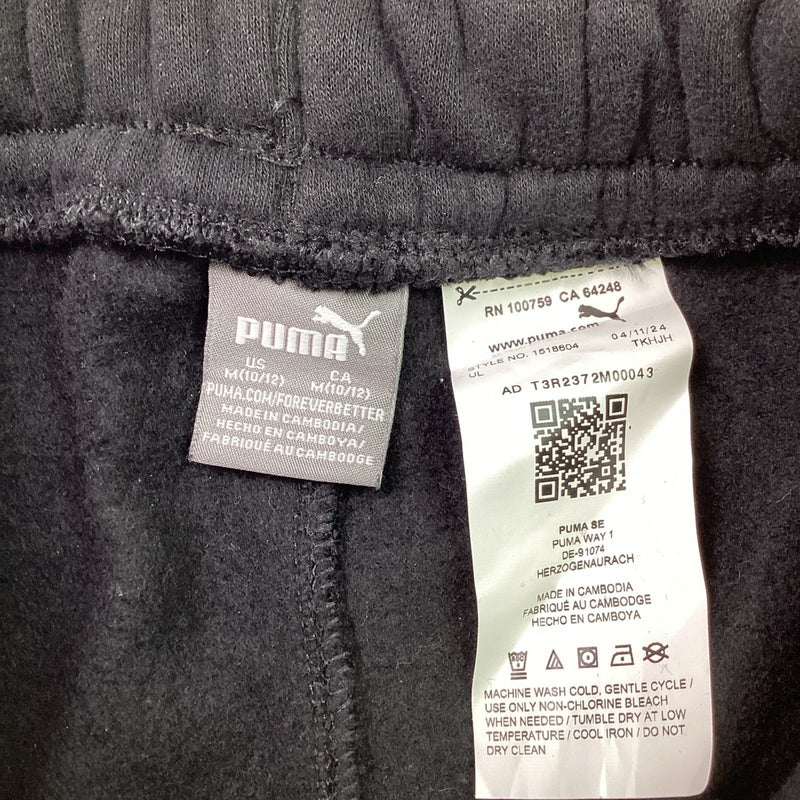 PUMA
US CA
M(10/12) M(10/12)
PUMA.COM/FOREVERBETTER
MADE IN CAMBODIA/
HECHO EN CAMBOYA/
FABRIQUÉ AU CAMBODGE
RN 100759 CA 64248
www.puma.com
STYLE NO. 1518804 04/11/24
UL TKHJH
AD T3R2372M00043
PUMA SE
PUMA WAY 1
DE-91074
HERZOGENAURACH
MADE IN CAMBODIA
FABRIQUÉ AU CAMBODGE
HECHO EN CAMBOYA
MACHINE WASH COLD, GENTLE CYCLE /
USE ONLY NON-CHLORINE BLEACH
WHEN NEEDED / TUMBLE DRY AT LOW
TEMPERATURE / COOL IRON / DO NOT
DRY CLEAN